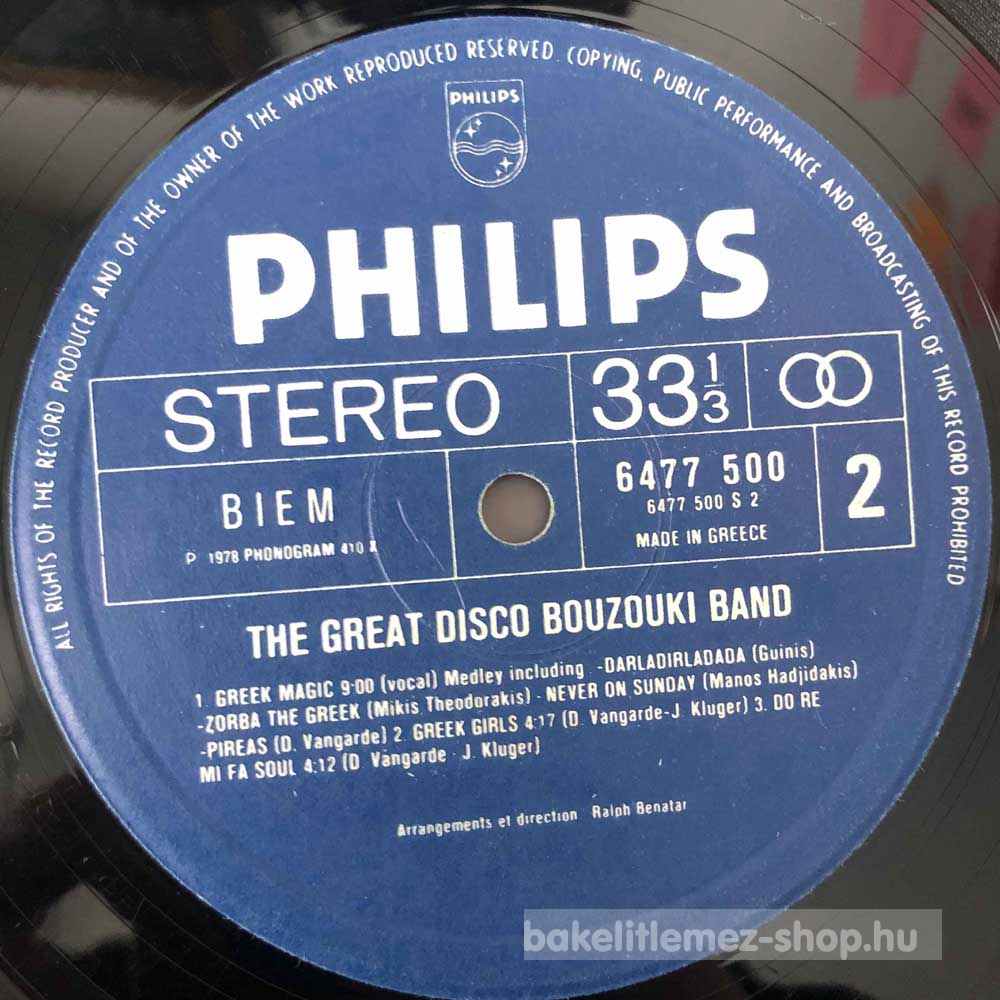 ALL RIGHTS OF THE RECORD PRODUCER AND OF THE OWNER OF THE WORK REPRODUCED RESERVED. COPYING, PUBLIC PERFORMANCE AND BROADCASTING OF THIS RECORD PROHIBITED
PHILIPS
PHILIPS
STEREO 33 1/3
BIEM
6477 500
6477 500 S 2
2
P 1978 PHONOGRAM 410 X
MADE IN GREECE
THE GREAT DISCO BOUZOUKI BAND
1. GREEK MAGIC 9·00 (vocal) Medley including -DARLADIRLADADA (Guinis)
-ZORBA THE GREEK (Mikis Theodorakis) - NEVER ON SUNDAY (Manos Hadjidakis)
-PIREAS (D. Vangarde) 2. GREEK GIRLS 4:17 (D. Vangarde-J. Kluger) 3. DO RE
MI FA SOUL 4:12 (D Vangarde - J. Kluger)
Arrangements et direction Ralph Benatar
bakelitlemez-shop.hu